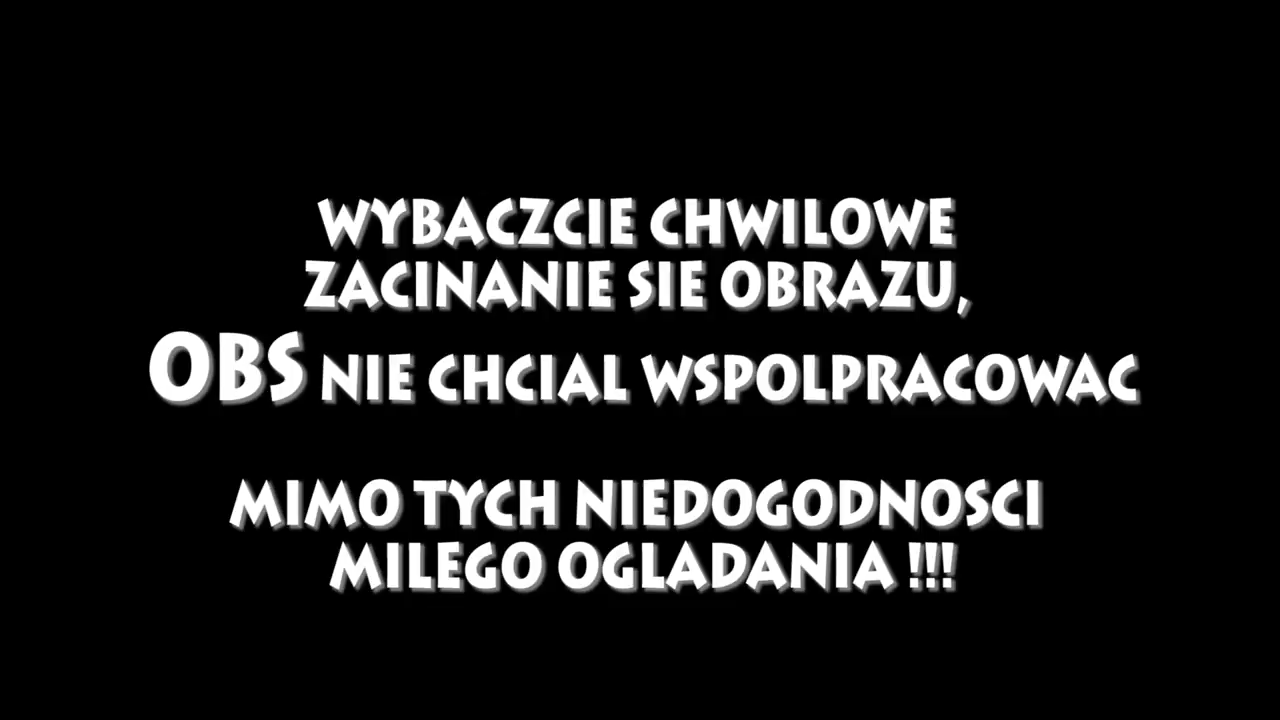 WYBACZCIE CHWILOWE
ZACINANIE SIE OBRAZU,
OBS NIE CHCIAL WSPOLPRACOWAC
MIMO TYCH NIEDOGODNOSCI
MILEGO OGLADANIA !!!